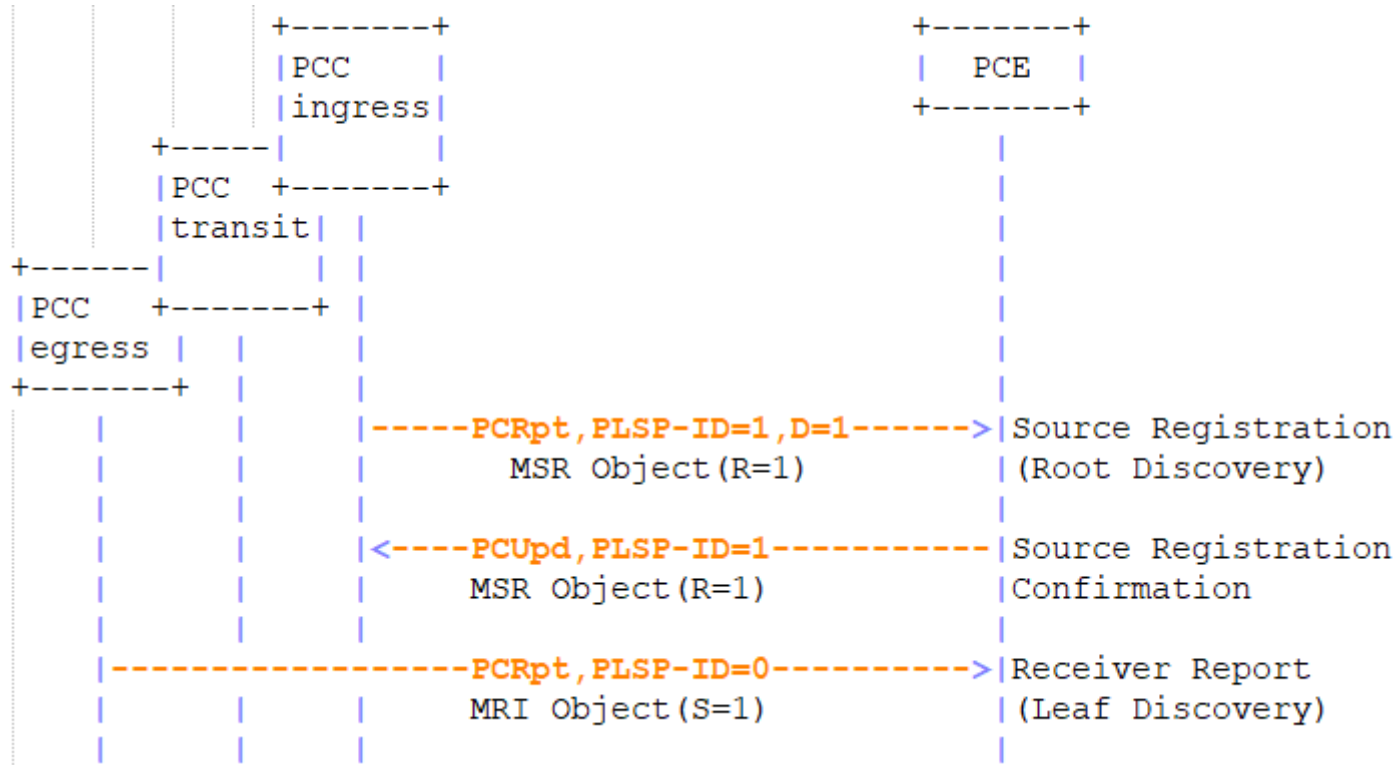 +-------+ +-------+
|PCC | | PCE |
|ingress| +-------+
+-----| | |
|PCC +-------+ |
|transit| | |
+------| | | |
|PCC +-------+ | |
|egress | | | |
+-------+ | | |
| | |-----PCRpt,PLSP-ID=1,D=1------>|Source Registration
| | | MSR Object(R=1) |(Root Discovery)
| | | |
| | |<----PCUpd,PLSP-ID=1-----------|Source Registration
| | | MSR Object(R=1) |Confirmation
| | | |
|------------------PCRpt,PLSP-ID=0---------->|Receiver Report
| | | MRI Object(S=1) |(Leaf Discovery)
| | | |